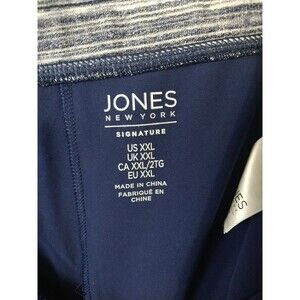 JONES
NEW YORK
SIGNATURE
US XXL
UK XXL
CA XXL/2TG
EU XXL
MADE IN CHINA
FABRIQUÉ EN
CHINE
ES